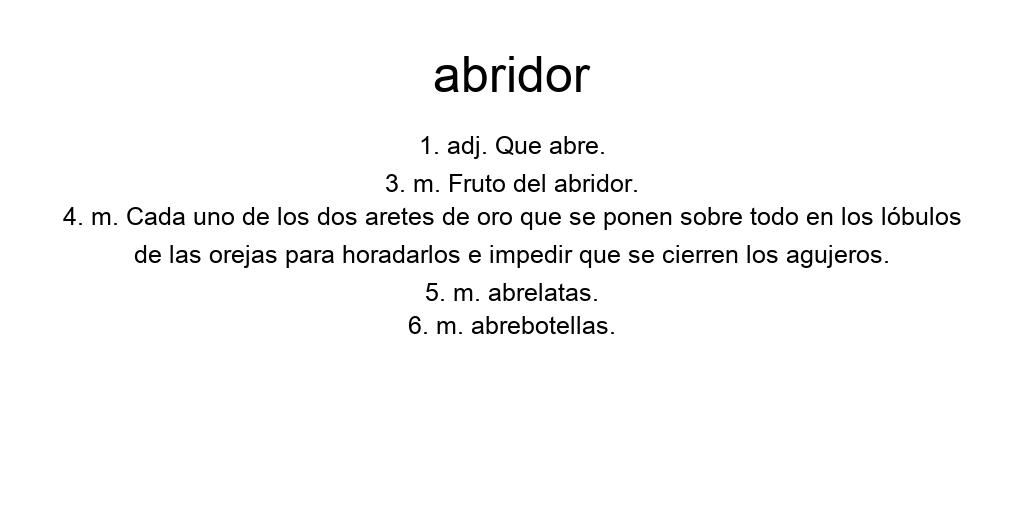 abridor
1. adj. Que abre.
3. m. Fruto del abridor.
4. m. Cada uno de los dos aretes de oro que se ponen sobre todo en los lóbulos
de las orejas para horadarlos e impedir que se cierren los agujeros.
5. m. abrelatas.
6. m. abrebotellas.